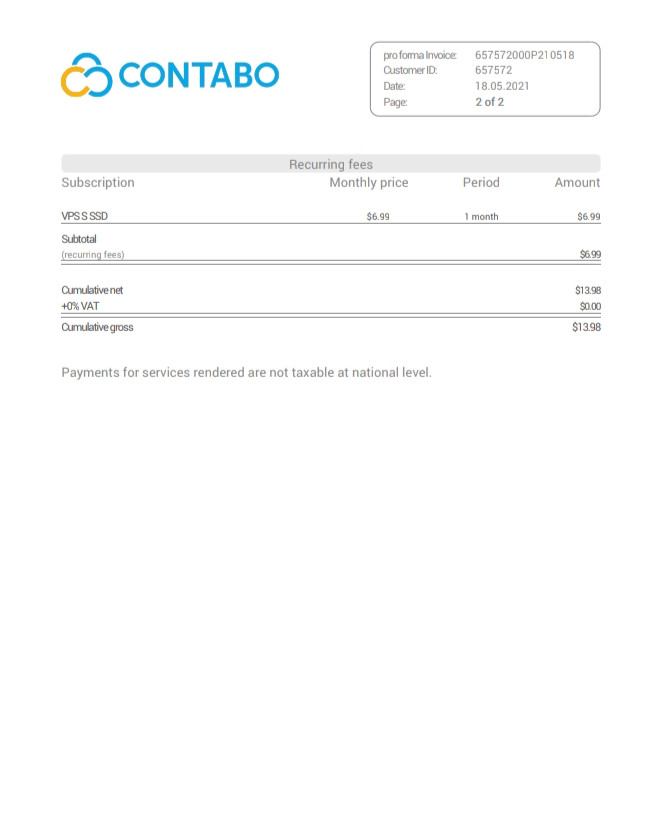 CONTABO
pro forma Invoice: 657572000P210518
Customer ID: 657572
Date: 18.05.2021
Page: 2 of 2
Recurring fees
Subscription Monthly price Period Amount
VPS S SSD $6.99 1 month $6.99
Subtotal
(recurring fees) $6.99
Cumulative net $13.98
+0% VAT $0.00
Cumulative gross $13.98
Payments for services rendered are not taxable at national level.